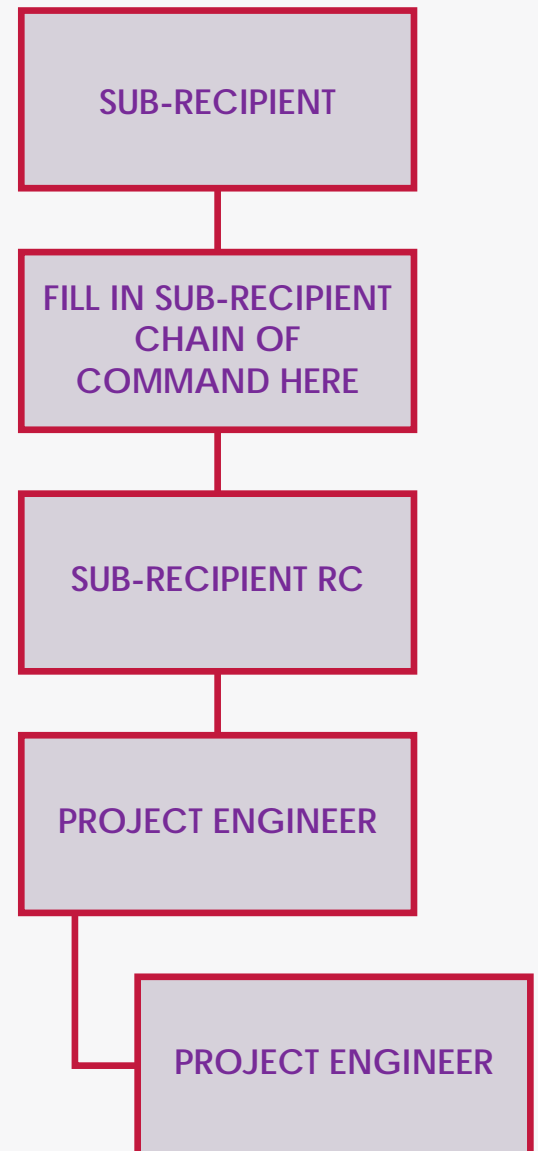 SUB-RECIPIENT
FILL IN SUB-RECIPIENT
CHAIN OF
COMMAND HERE
SUB-RECIPIENT RC
PROJECT ENGINEER
PROJECT ENGINEER